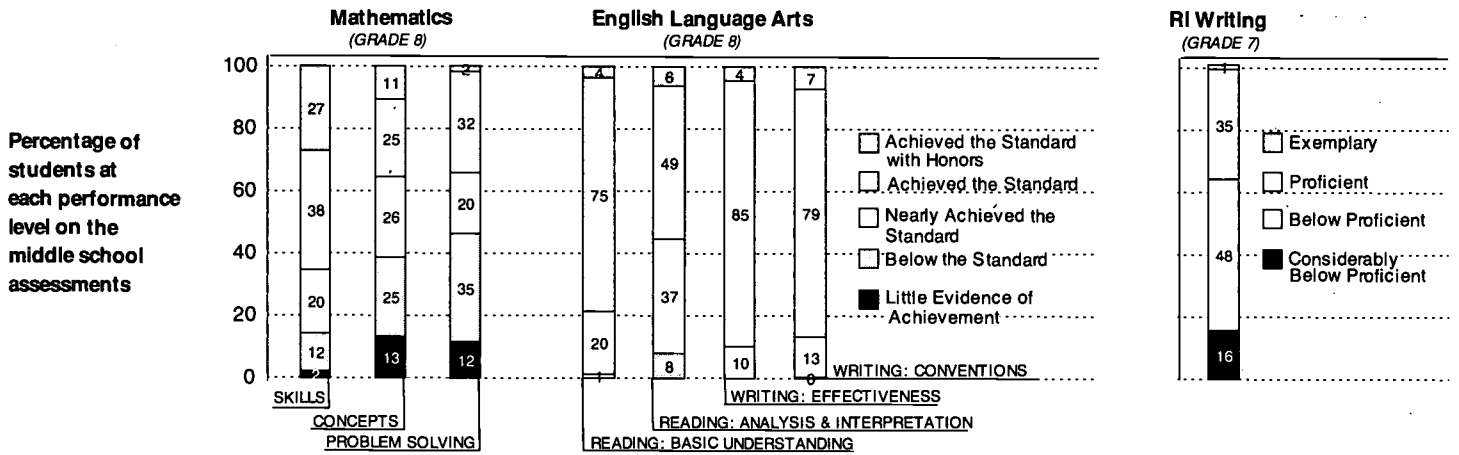 Mathematics
(GRADE 8)
English Language Arts
(GRADE 8)
RI Writing
(GRADE 7)
Percentage of
students at
each performance
level on the
middle school
assessments
100
80
60
40
20
0
27
38
20
12
2
11
25
26
25
13
2
32
20
35
12
4
75
20
1
6
49
37
8
4
85
10
7
79
13
0
Achieved the Standard
with Honors
Achieved the Standard
Nearly Achieved the
Standard
Below the Standard
Little Evidence of
Achievement
1
35
48
16
Exemplary
Proficient
Below Proficient
Considerably
Below Proficient
SKILLS
CONCEPTS
PROBLEM SOLVING
WRITING: CONVENTIONS
WRITING: EFFECTIVENESS
READING: ANALYSIS & INTERPRETATION
READING: BASIC UNDERSTANDING